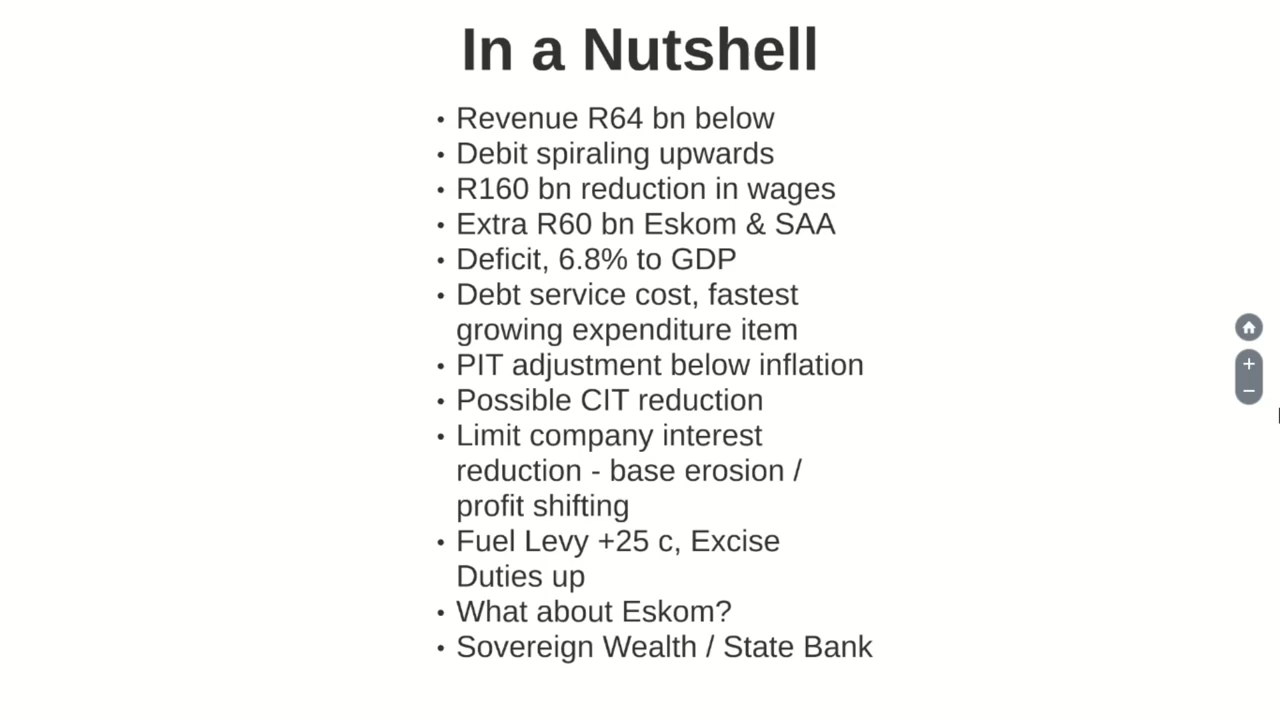 In a Nutshell
• Revenue R64 bn below
• Debit spiraling upwards
• R160 bn reduction in wages
• Extra R60 bn Eskom & SAA
• Deficit, 6.8% to GDP
• Debt service cost, fastest
growing expenditure item
• PIT adjustment below inflation
• Possible CIT reduction
• Limit company interest
reduction - base erosion /
profit shifting
• Fuel Levy +25 c, Excise
Duties up
• What about Eskom?
• Sovereign Wealth / State Bank